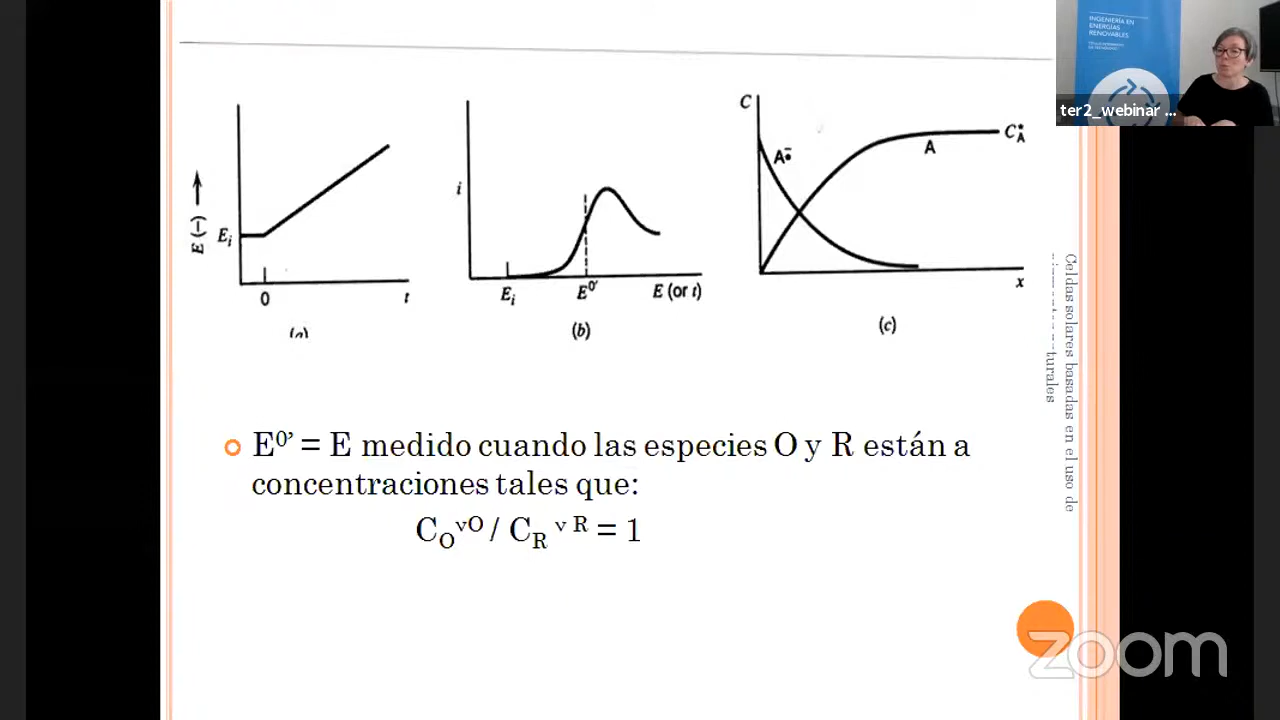 INGENIERÍA EN
ENERGÍAS
RENOVABLES
ter2_webinar ...
E (−)
E_i
0
t
(a)
i
E_i
E^0'
E (or t)
(b)
C
A•̄
A
C*_A
x
(c)
Celdas solares basadas en el uso de
turales
E^0' = E medido cuando las especies O y R están a
concentraciones tales que:
C_O^νO / C_R^ν R = 1
zoom